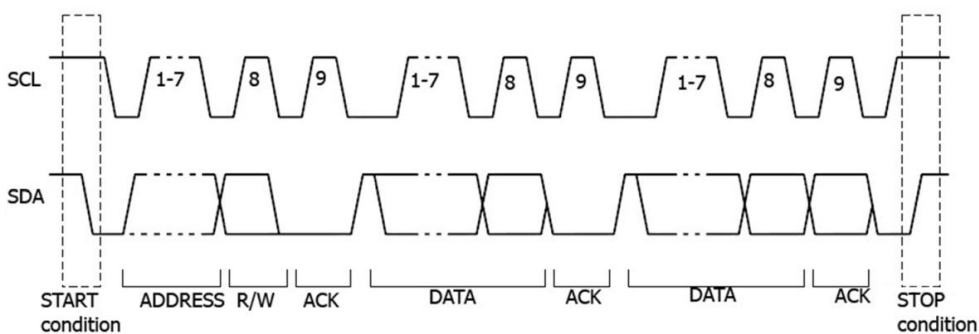 SCL
1-7
8
9
1-7
8
9
1-7
8
9
SDA
START
condition
ADDRESS
R/W
ACK
DATA
ACK
DATA
ACK
STOP
condition